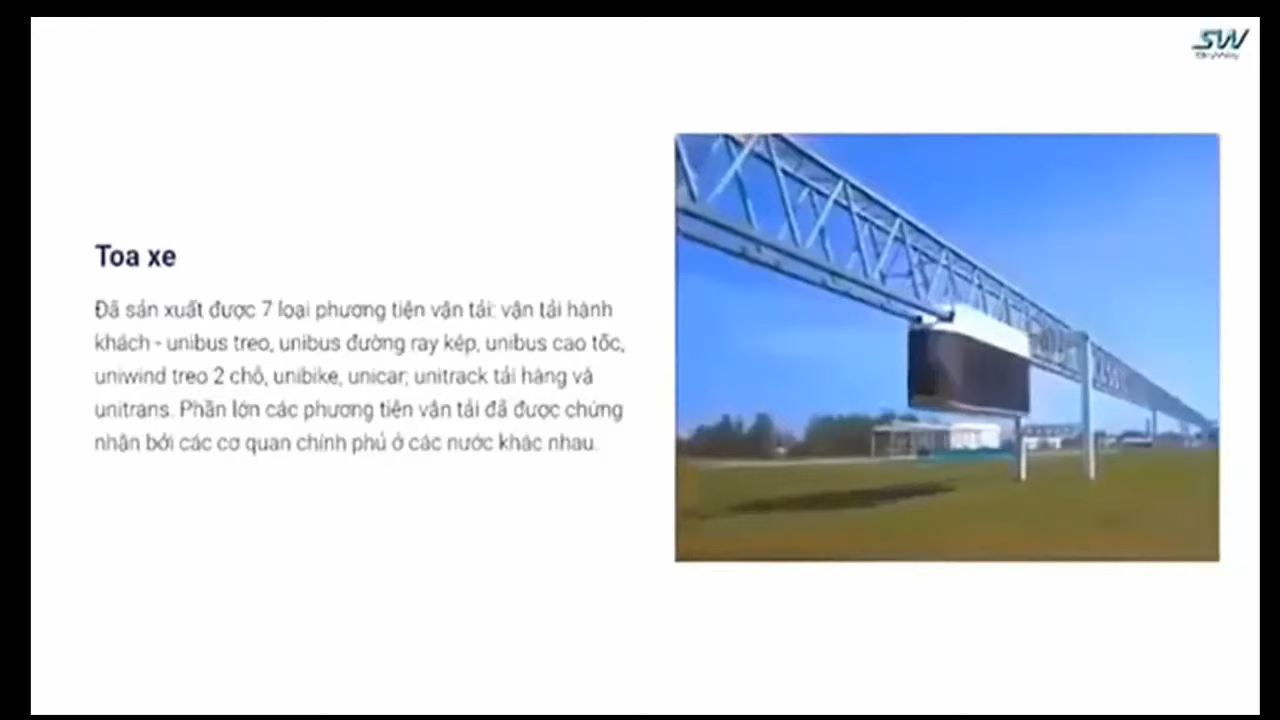 SW
SkyWay
Toa xe
Đã sản xuất được 7 loại phương tiện vận tải: vận tải hành
khách - unibus treo, unibus đường ray kép, unibus cao tốc,
uniwind treo 2 chỗ, unibike, unicar; unitrack tải hàng và
unitrans. Phần lớn các phương tiện vận tải đã được chứng
nhận bởi các cơ quan chính phủ ở các nước khác nhau.